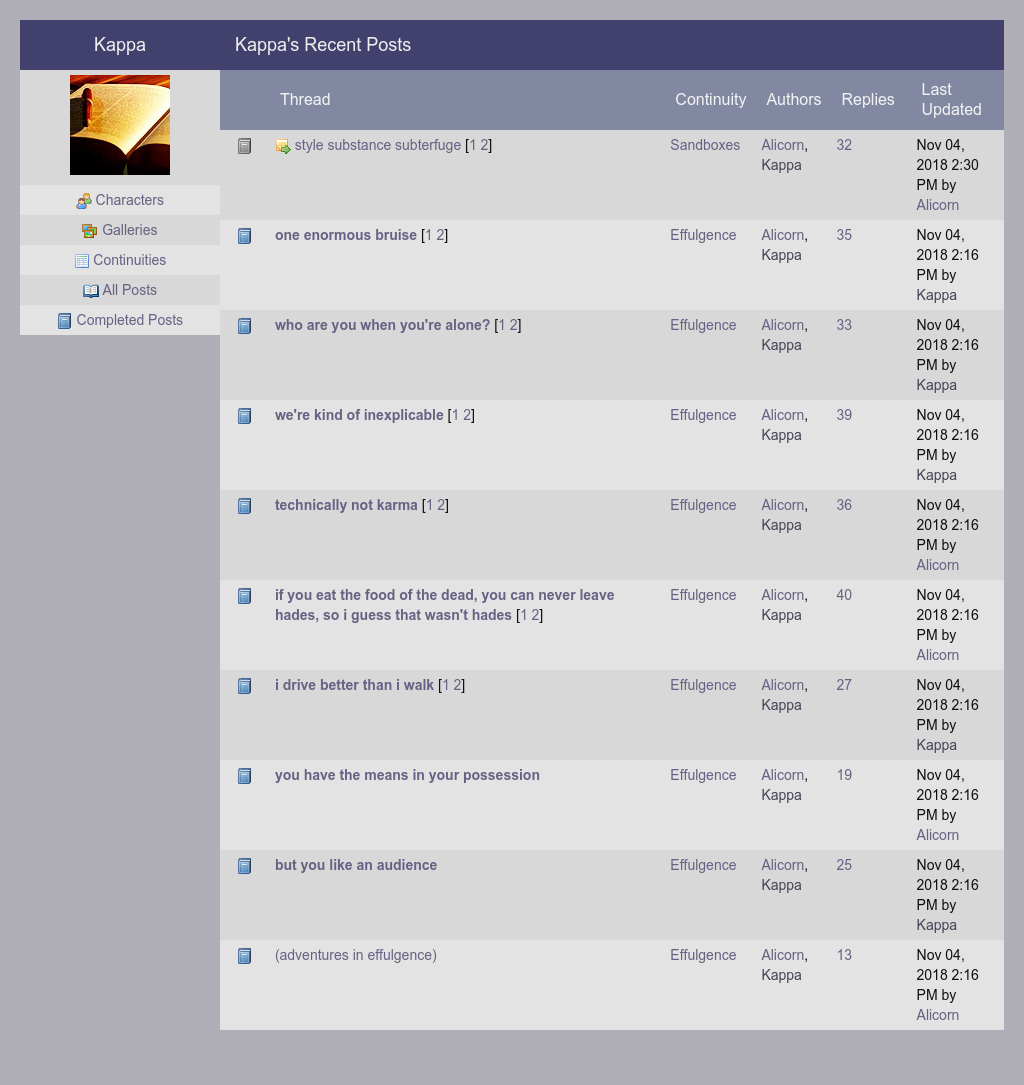 Kappa
Kappa's Recent Posts
Characters
Galleries
Continuities
All Posts
Completed Posts
Thread
Continuity
Authors
Replies
Last
Updated
style substance subterfuge [1 2]
Sandboxes
Alicorn,
Kappa
32
Nov 04,
2018 2:30
PM by
Alicorn
one enormous bruise [1 2]
Effulgence
Alicorn,
Kappa
35
Nov 04,
2018 2:16
PM by
Kappa
who are you when you're alone? [1 2]
Effulgence
Alicorn,
Kappa
33
Nov 04,
2018 2:16
PM by
Kappa
we're kind of inexplicable [1 2]
Effulgence
Alicorn,
Kappa
39
Nov 04,
2018 2:16
PM by
Kappa
technically not karma [1 2]
Effulgence
Alicorn,
Kappa
36
Nov 04,
2018 2:16
PM by
Alicorn
if you eat the food of the dead, you can never leave
hades, so i guess that wasn't hades [1 2]
Effulgence
Alicorn,
Kappa
40
Nov 04,
2018 2:16
PM by
Alicorn
i drive better than i walk [1 2]
Effulgence
Alicorn,
Kappa
27
Nov 04,
2018 2:16
PM by
Kappa
you have the means in your possession
Effulgence
Alicorn,
Kappa
19
Nov 04,
2018 2:16
PM by
Alicorn
but you like an audience
Effulgence
Alicorn,
Kappa
25
Nov 04,
2018 2:16
PM by
Kappa
(adventures in effulgence)
Effulgence
Alicorn,
Kappa
13
Nov 04,
2018 2:16
PM by
Alicorn